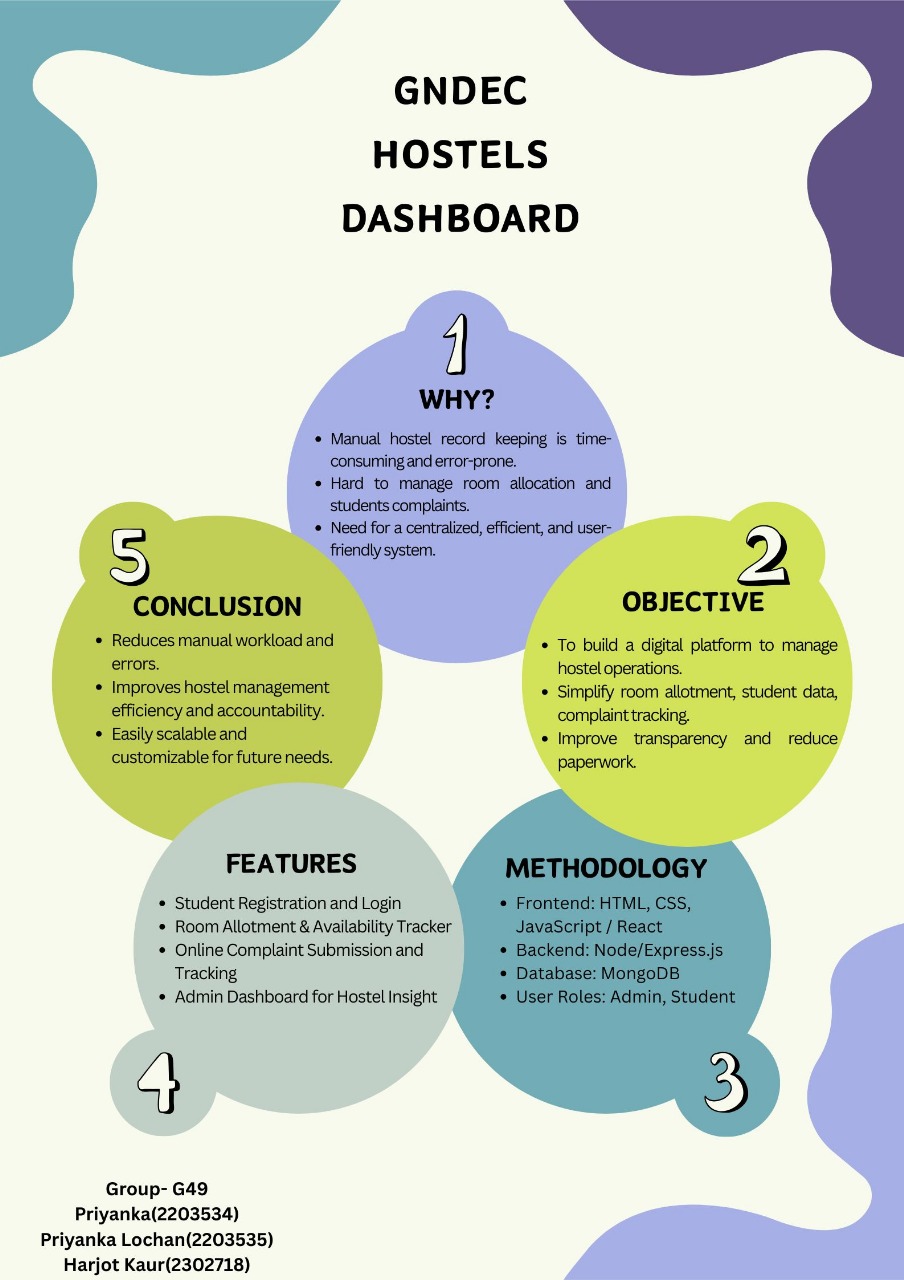 GNDEC
HOSTELS
DASHBOARD
1
WHY?
• Manual hostel record keeping is time-
consuming and error-prone.
• Hard to manage room allocation and
students complaints.
• Need for a centralized, efficient, and user-
friendly system.
2
OBJECTIVE
• To build a digital platform to manage
hostel operations.
• Simplify room allotment, student data,
complaint tracking.
• Improve transparency and reduce
paperwork.
METHODOLOGY
• Frontend: HTML, CSS,
JavaScript / React
• Backend: Node/Express.js
• Database: MongoDB
• User Roles: Admin, Student
3
FEATURES
• Student Registration and Login
• Room Allotment & Availability Tracker
• Online Complaint Submission and
Tracking
• Admin Dashboard for Hostel Insight
4
5
CONCLUSION
• Reduces manual workload and
errors.
• Improves hostel management
efficiency and accountability.
• Easily scalable and
customizable for future needs.
Group- G49
Priyanka(2203534)
Priyanka Lochan(2203535)
Harjot Kaur(2302718)